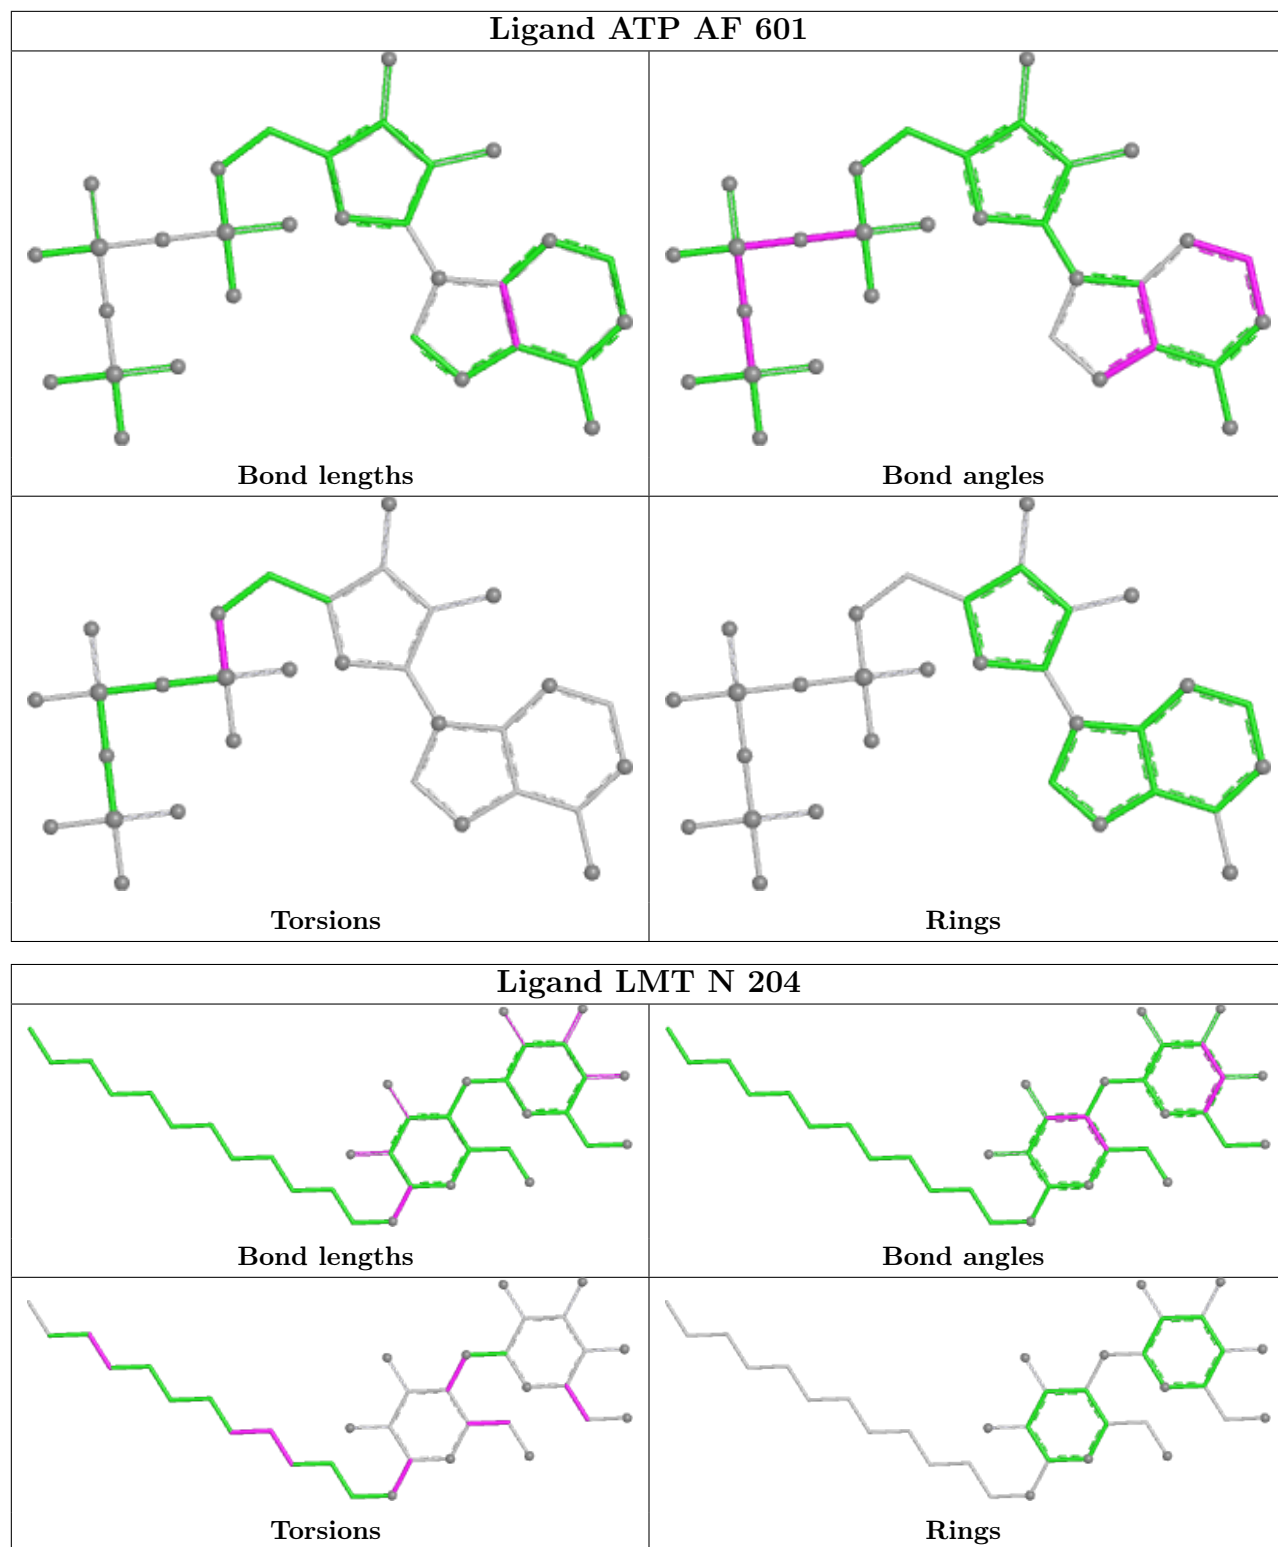 Ligand ATP AF 601
Bond lengths
Bond angles
Torsions
Rings
Ligand LMT N 204
Bond lengths
Bond angles
Torsions
Rings